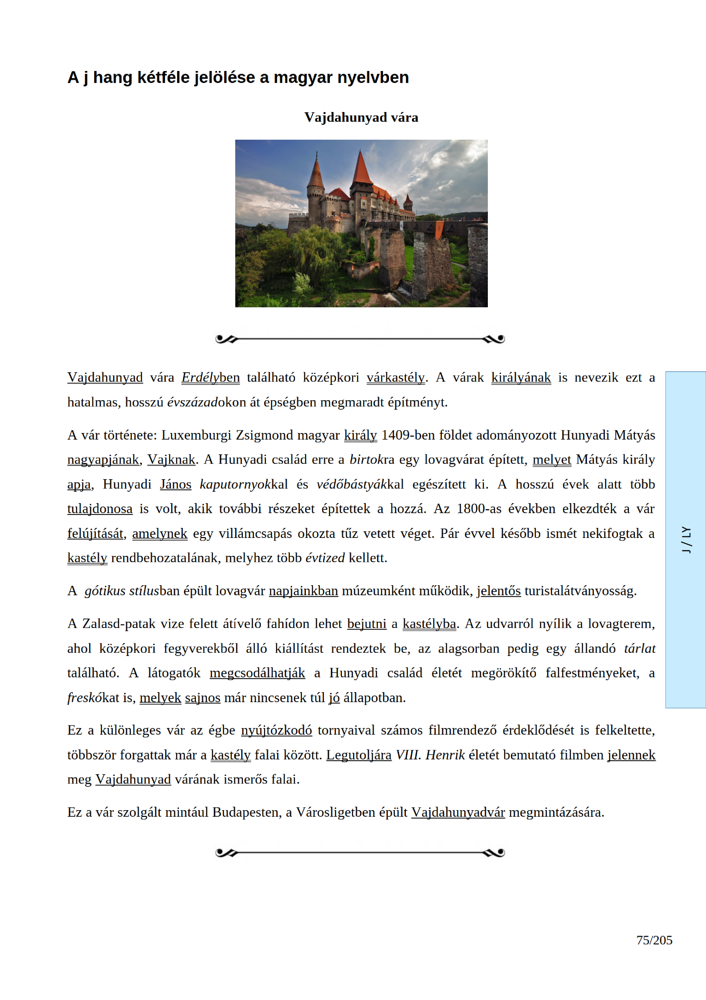 A j hang kétféle jelölése a magyar nyelvben
Vajdahunyad vára
Vajdahunyad vára Erdélyben található középkori várkastély. A várak királyának is nevezik ezt a
hatalmas, hosszú évszázadokon át épségben megmaradt építményt.
A vár története: Luxemburgi Zsigmond magyar király 1409-ben földet adományozott Hunyadi Mátyás
nagyapjának, Vajknak. A Hunyadi család erre a birtokra egy lovagvárat épített, melyet Mátyás király
apja, Hunyadi János kaputornyokkal és védőbástyákkal egészített ki. A hosszú évek alatt több
tulajdonosa is volt, akik további részeket építettek a hozzá. Az 1800-as években elkezdték a vár
felújítását, amelynek egy villámcsapás okozta tűz vetett véget. Pár évvel később ismét nekifogtak a
kastély rendbehozatalának, melyhez több évtized kellett.
A gótikus stílusban épült lovagvár napjainkban múzeumként működik, jelentős turistalátványosság.
A Zalasd-patak vize felett átívelő fahídon lehet bejutni a kastélyba. Az udvarról nyílik a lovagterem,
ahol középkori fegyverekből álló kiállítást rendeztek be, az alagsorban pedig egy állandó tárlat
található. A látogatók megcsodálhatják a Hunyadi család életét megörökítő falfestményeket, a
freskókat is, melyek sajnos már nincsenek túl jó állapotban.
Ez a különleges vár az égbe nyújtózkodó tornyaival számos filmrendező érdeklődését is felkeltette,
többször forgattak már a kastély falai között. Legutoljára VIII. Henrik életét bemutató filmben jelennek
meg Vajdahunyad várának ismerős falai.
Ez a vár szolgált mintául Budapesten, a Városligetben épült Vajdahunyadvár megmintázására.
J / LY
75/205